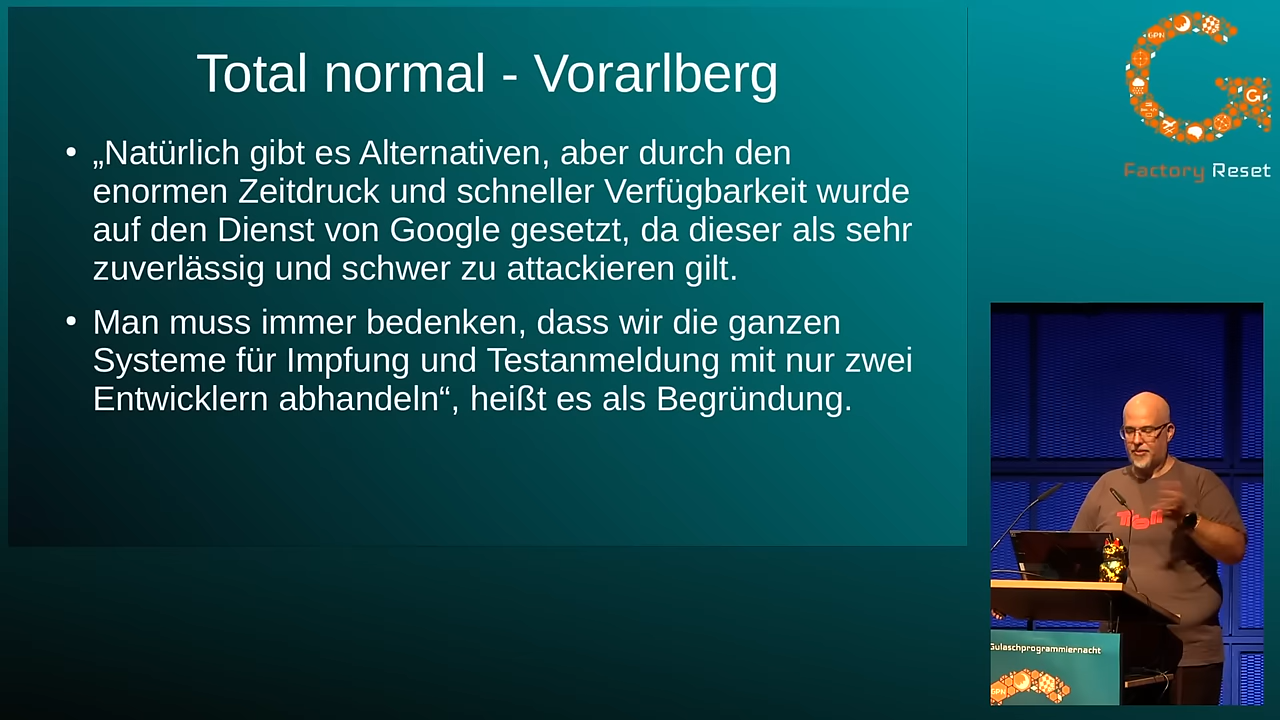 Total normal - Vorarlberg
• „Natürlich gibt es Alternativen, aber durch den
enormen Zeitdruck und schneller Verfügbarkeit wurde
auf den Dienst von Google gesetzt, da dieser als sehr
zuverlässig und schwer zu attackieren gilt.
• Man muss immer bedenken, dass wir die ganzen
Systeme für Impfung und Testanmeldung mit nur zwei
Entwicklern abhandeln“, heißt es als Begründung.
GPN
G
Factory Reset
Gulaschprogrammiernacht
GPN